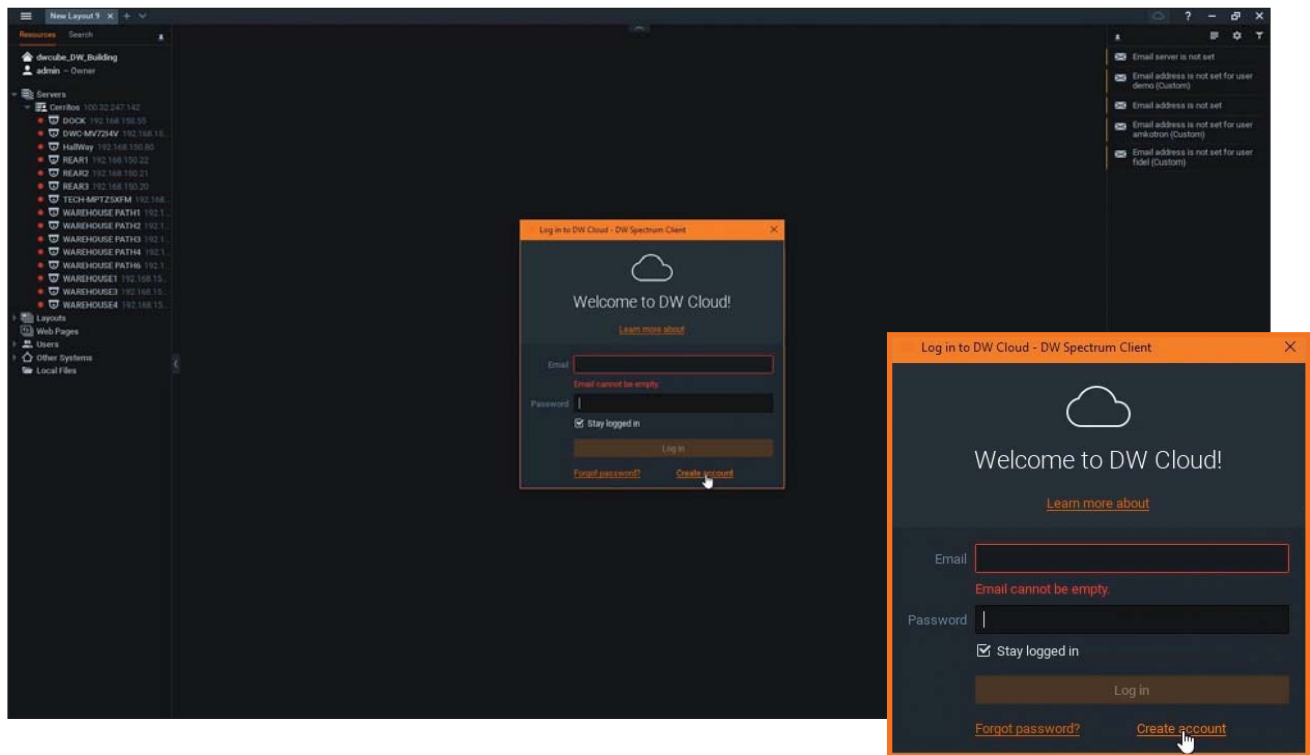 New Layout 9
Resources Search
dwcube_DW_Building
admin – Owner
Servers
Cerritos 100.32.247.142
DOCK 192.168.150.55
DWC-MV72I4V 192.168.15...
HallWay 192.168.150.80
REAR1 192.168.150.22
REAR2 192.168.150.21
REAR3 192.168.150.20
TECH-MPTZ5XFM 192.168...
WAREHOUSE PATH1 192.1...
WAREHOUSE PATH2 192.1...
WAREHOUSE PATH3 192.1...
WAREHOUSE PATH4 192.1...
WAREHOUSE PATH6 192.1...
WAREHOUSE1 192.168.15...
WAREHOUSE3 192.168.15...
WAREHOUSE4 192.168.15...
Layouts
Web Pages
Users
Other Systems
Local Files
Email server is not set
Email address is not set for user
demo (Custom)
Email address is not set
Email address is not set for user
amkotron (Custom)
Email address is not set for user
fidel (Custom)
Log in to DW Cloud - DW Spectrum Client
Welcome to DW Cloud!
Learn more about
Email
Email cannot be empty.
Password
Stay logged in
Log in
Forgot password? Create account
Log in to DW Cloud - DW Spectrum Client
Welcome to DW Cloud!
Learn more about
Email
Email cannot be empty.
Password
Stay logged in
Log in
Forgot password? Create account